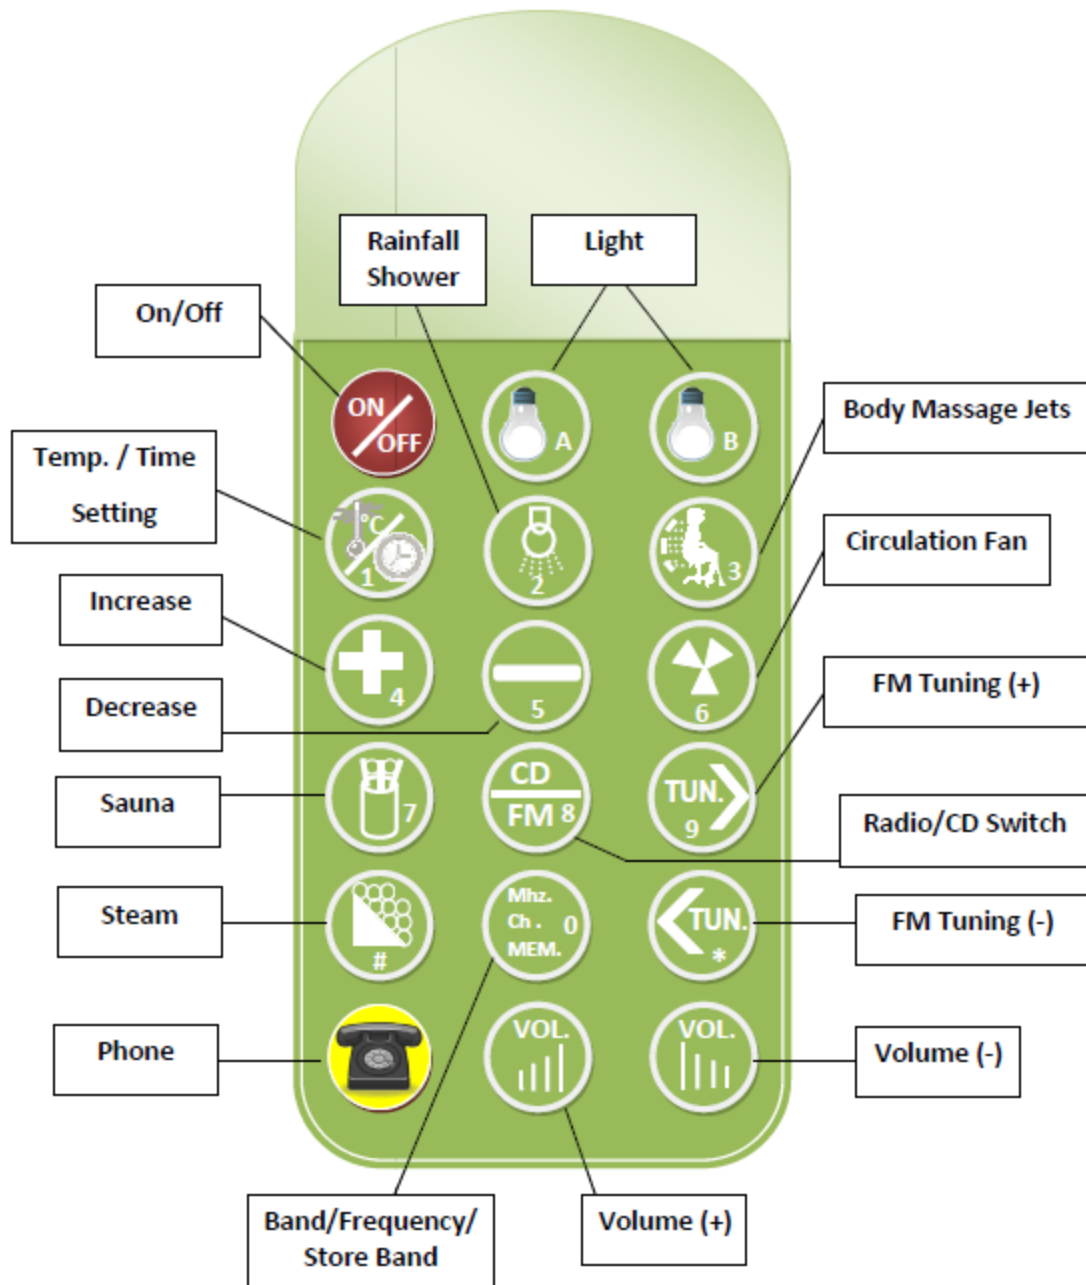 Rainfall
Shower
Light
On/Off
ON
OFF
A
B
Body Massage Jets
Temp. / Time
Setting
°C
1
2
3
Circulation Fan
Increase
4
5
6
FM Tuning (+)
Decrease
Sauna
7
CD
FM 8
TUN.
9
Radio/CD Switch
Steam
#
Mhz.
Ch .
0
MEM.
TUN.
*
FM Tuning (-)
Phone
VOL.
VOL.
Volume (-)
Band/Frequency/
Store Band
Volume (+)